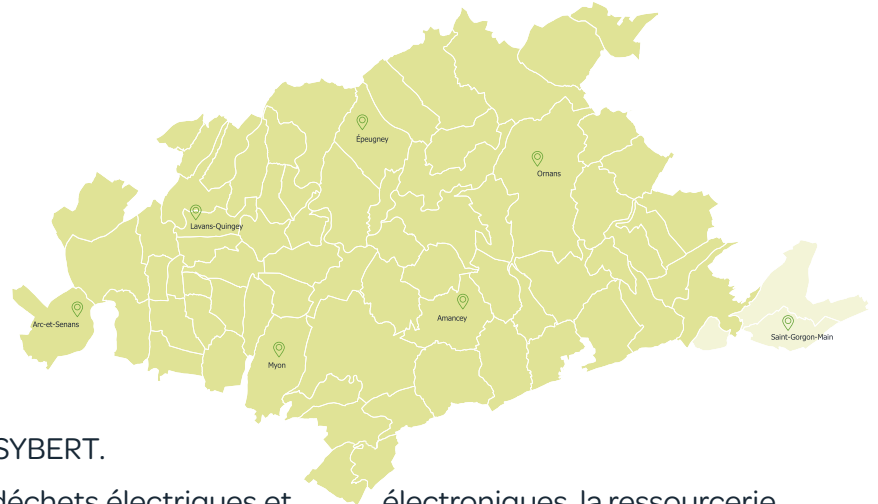 Épeugney
Ornans
Lavans-Quingey
Amancey
Arc-et-Senans
Saint-Gorgon-Main
Myon
SYBERT.
déchets électriques et
électroniques, la ressourcerie